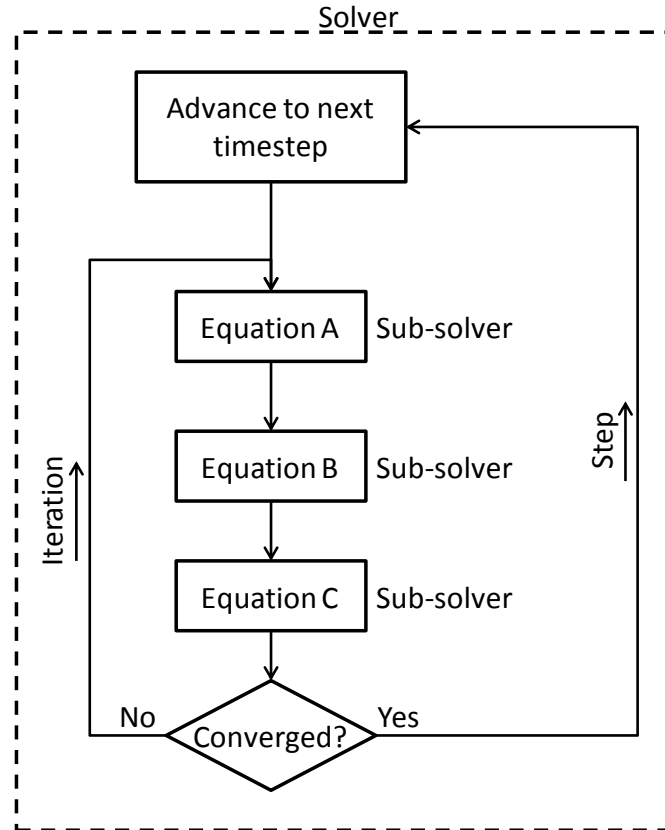 Solver
Advance to next
timestep
Equation A
Sub-solver
Equation B
Sub-solver
Equation C
Sub-solver
Iteration
Step
No
Converged?
Yes